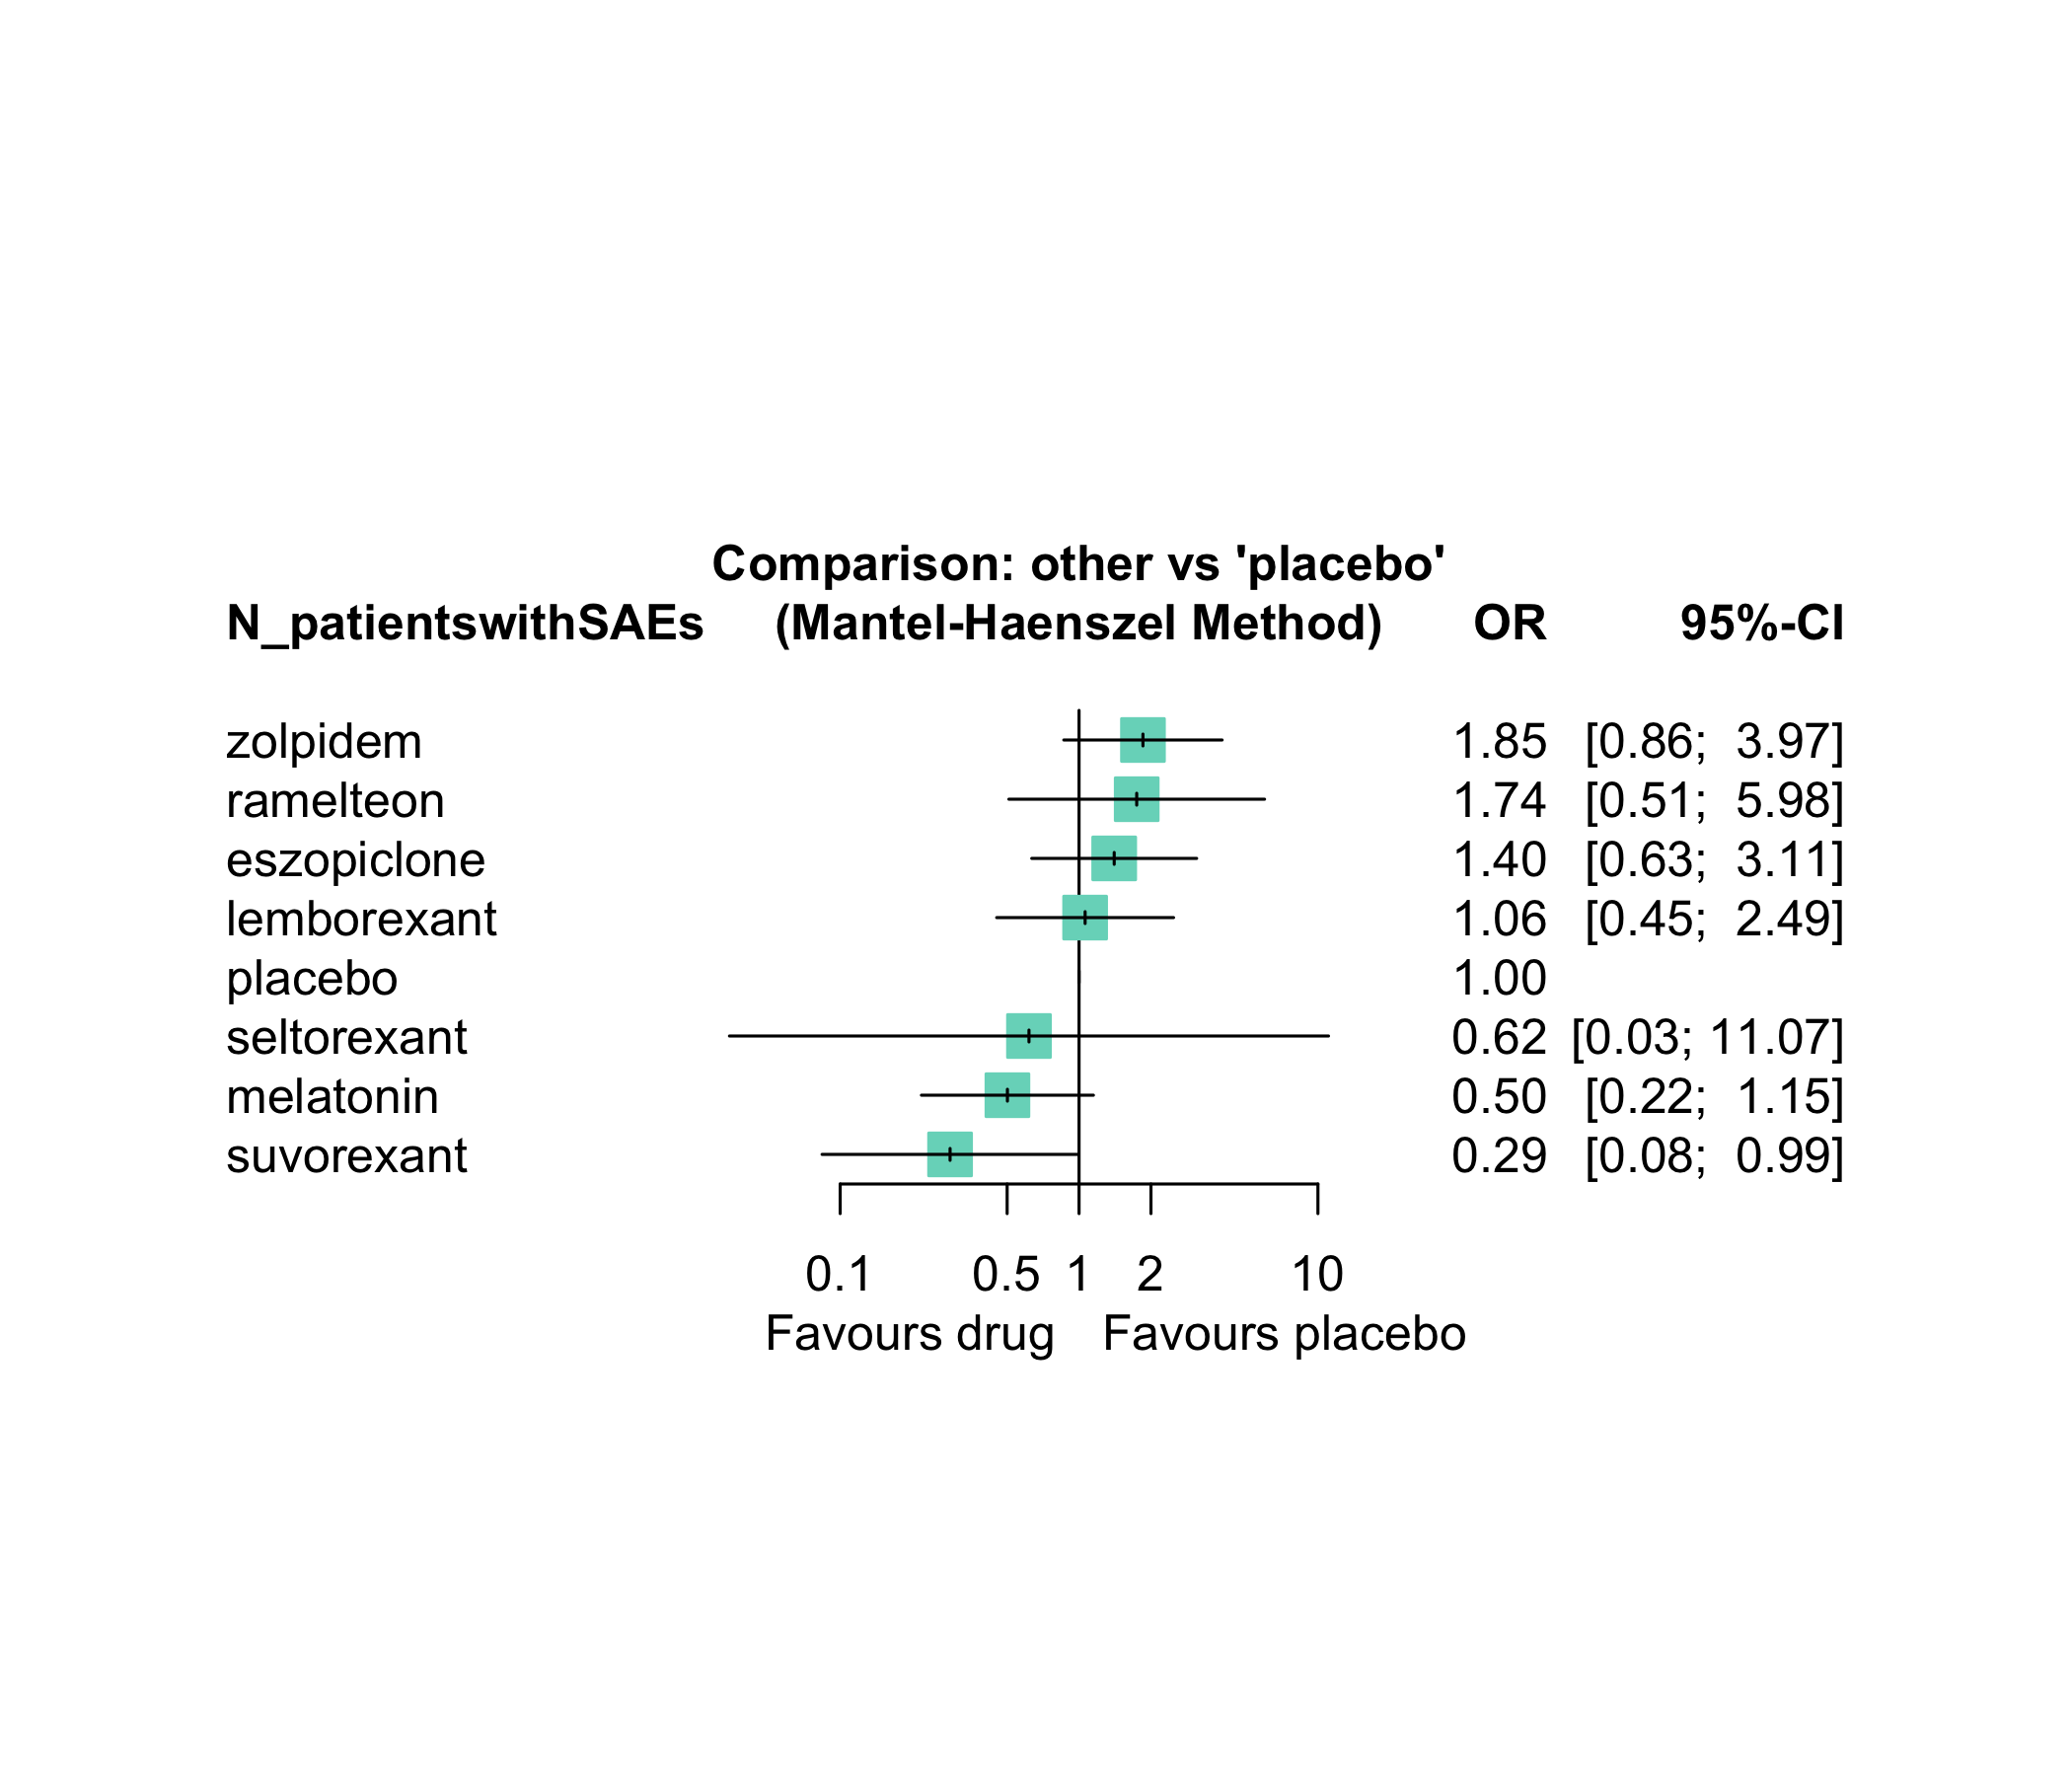 Comparison: other vs 'placebo'
N_patientswithSAEs (Mantel-Haenszel Method) OR 95%-CI
zolpidem 1.85 [0.86; 3.97]
ramelteon 1.74 [0.51; 5.98]
eszopiclone 1.40 [0.63; 3.11]
lemborexant 1.06 [0.45; 2.49]
placebo 1.00
seltorexant 0.62 [0.03; 11.07]
melatonin 0.50 [0.22; 1.15]
suvorexant 0.29 [0.08; 0.99]
0.1 0.5 1 2 10
Favours drug Favours placebo